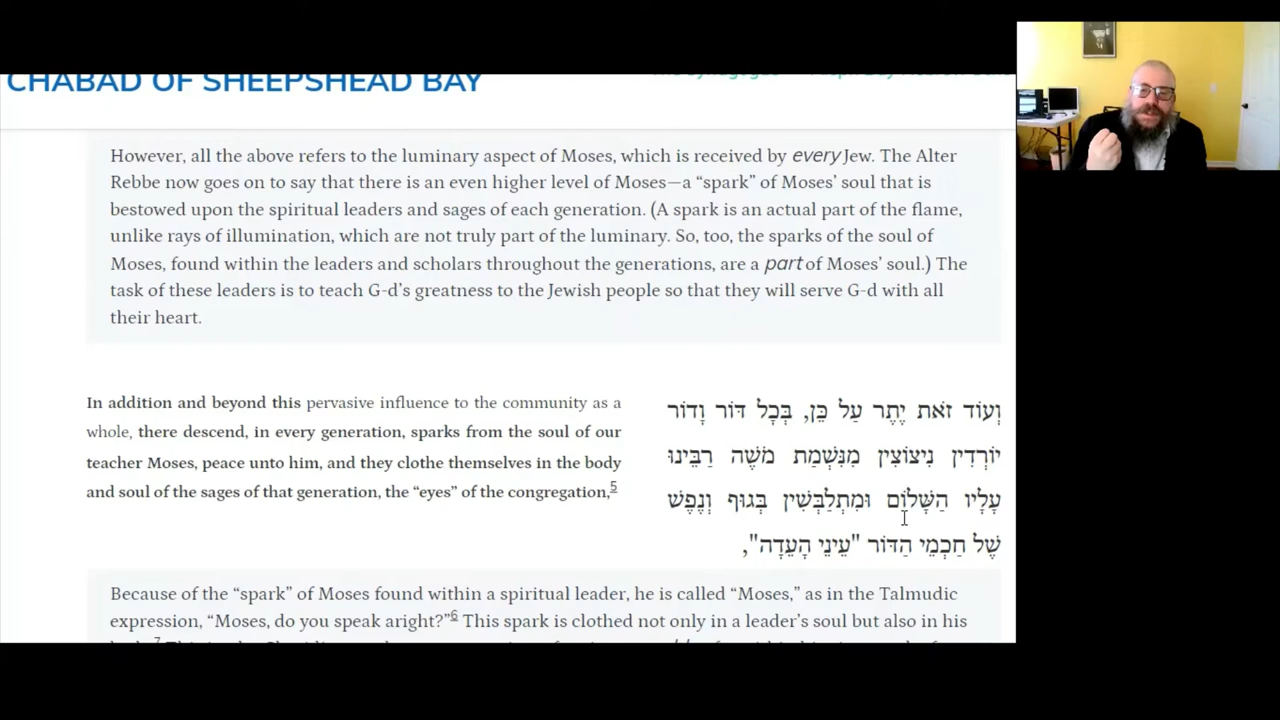 CHABAD OF SHEEPSHEAD BAY
However, all the above refers to the luminary aspect of Moses, which is received by every Jew. The Alter
Rebbe now goes on to say that there is an even higher level of Moses—a “spark” of Moses’ soul that is
bestowed upon the spiritual leaders and sages of each generation. (A spark is an actual part of the flame,
unlike rays of illumination, which are not truly part of the luminary. So, too, the sparks of the soul of
Moses, found within the leaders and scholars throughout the generations, are a part of Moses’ soul.) The
task of these leaders is to teach G-d’s greatness to the Jewish people so that they will serve G-d with all
their heart.
In addition and beyond this pervasive influence to the community as a
whole, there descend, in every generation, sparks from the soul of our
teacher Moses, peace unto him, and they clothe themselves in the body
and soul of the sages of that generation, the “eyes” of the congregation,5
וְעוֹד זֹאת יֶתֶר עַל כֵּן, בְּכָל דּוֹר וָדוֹר
יוֹרְדִין נִיצוֹצִין מִנִּשְׁמַת מֹשֶׁה רַבֵּינוּ
עָלָיו הַשָּׁלוֹם וּמִתְלַבְּשִׁין בְּגוּף וְנֶפֶשׁ
שֶׁל חַכְמֵי הַדּוֹר "עֵינֵי הָעֵדָה",
Because of the “spark” of Moses found within a spiritual leader, he is called “Moses,” as in the Talmudic
expression, “Moses, do you speak aright?”6 This spark is clothed not only in a leader’s soul but also in his